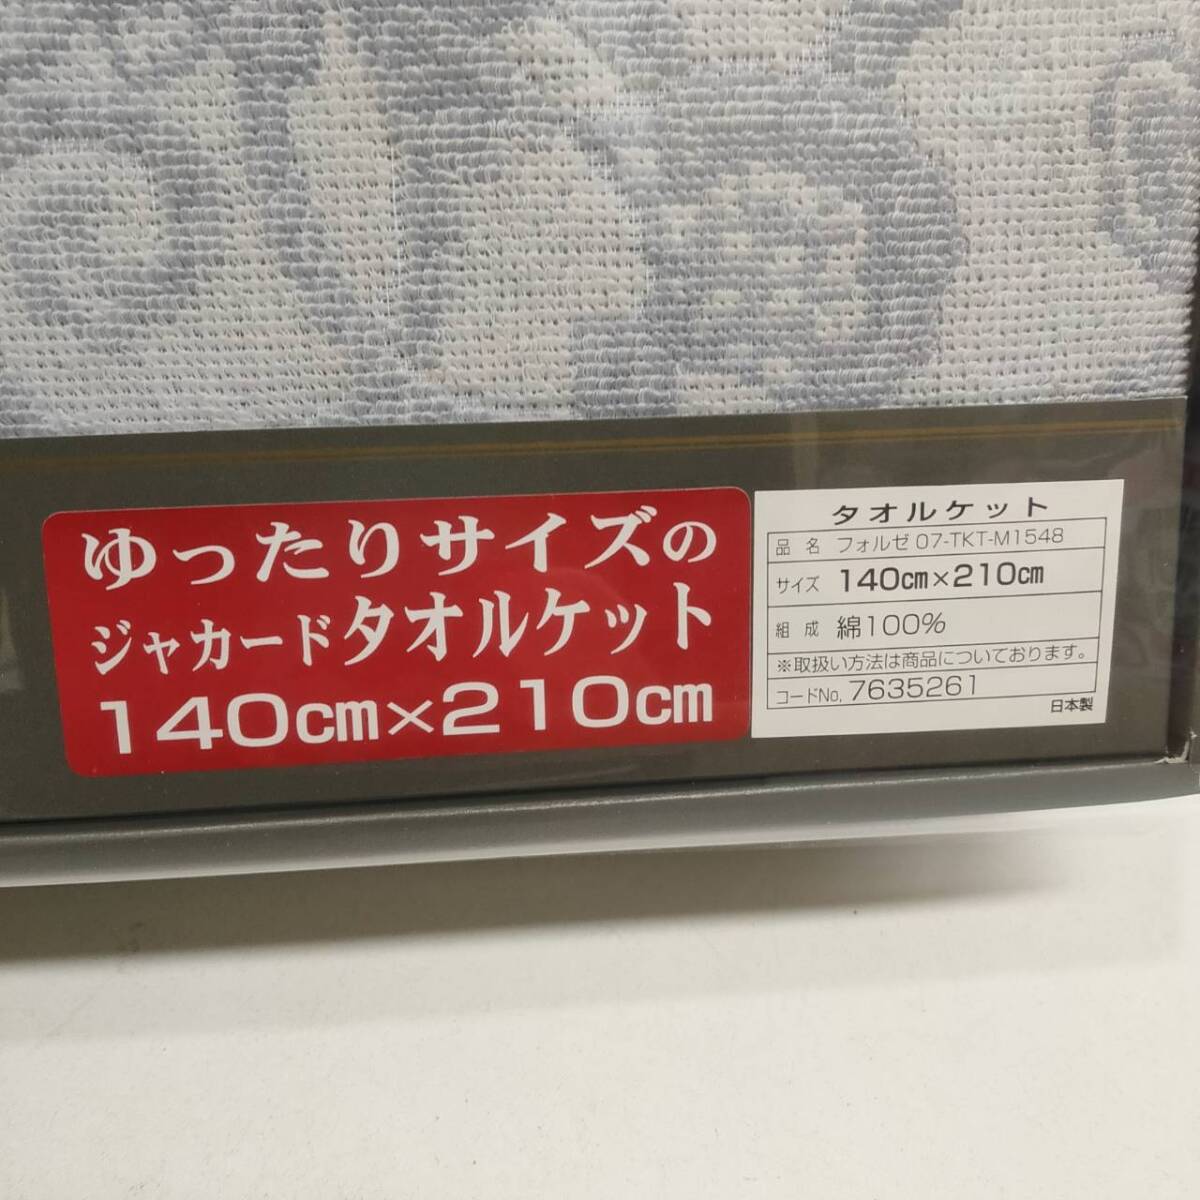 ゆったりサイズの
ジャカードタオルケット
140cm×210cm
タオルケット
品 名 フォルゼ 07-TKT-M1548
サイズ 140cm×210cm
組 成 綿100%
※取扱い方法は商品についております。
コードNo. 7635261
日本製